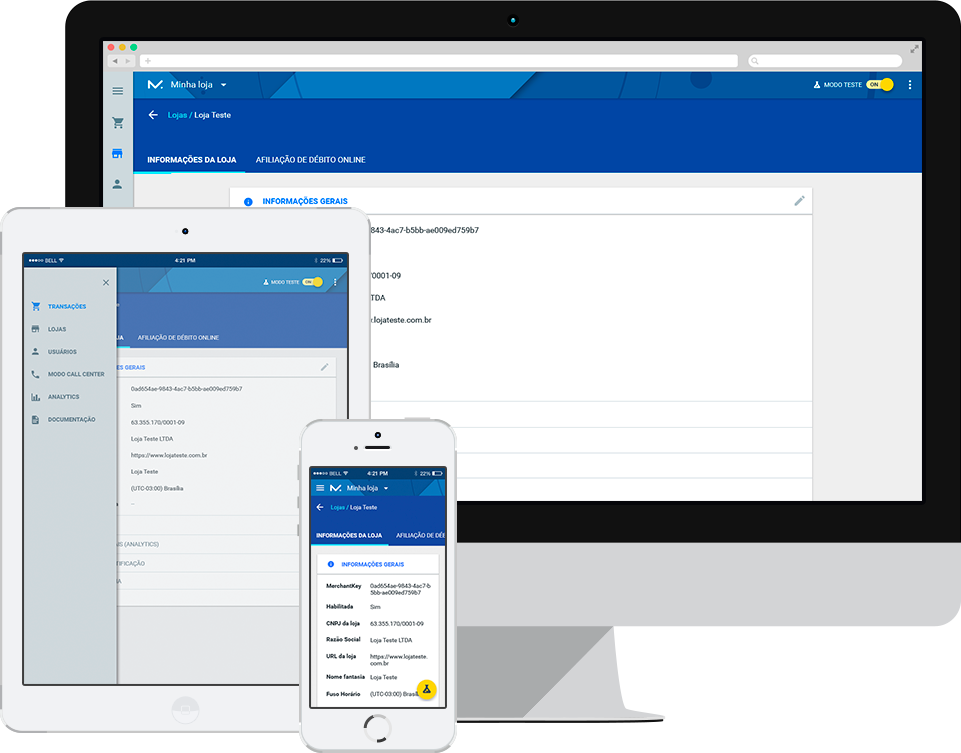 Minha loja
MODO TESTE ON
Lojas / Loja Teste
INFORMAÇÕES DA LOJA AFILIAÇÃO DE DÉBITO ONLINE
INFORMAÇÕES GERAIS
843-4ac7-b5bb-ae009ed759b7
/0001-09
TDA
.lojateste.com.br
Brasília
BELL 4:21 PM 22%
MODO TESTE ON
TRANSAÇÕES
LOJAS
USUÁRIOS
MODO CALL CENTER
ANALYTICS
DOCUMENTAÇÃO
JA AFILIAÇÃO DE DÉBITO ONLINE
ES GERAIS
0ad654ae-9843-4ac7-b5bb-ae009ed759b7
Sim
63.355.170/0001-09
Loja Teste LTDA
https://www.lojateste.com.br
Loja Teste
(UTC-03:00) Brasília
--
IS (ANALYTICS)
TIFICAÇÃO
A
BELL 4:21 PM 22%
Minha loja
Lojas / Loja Teste
INFORMAÇÕES DA LOJA AFILIAÇÃO DE DÉB
INFORMAÇÕES GERAIS
MerchantKey 0ad654ae-9843-4ac7-b
5bb-ae009ed759b7
Habilitada Sim
CNPJ da loja 63.355.170/0001-09
Razão Social Loja Teste LTDA
URL da loja https://www.lojateste.
com.br
Nome fantasia Loja Teste
Fuso Horário (UTC-03:00) Brasíl